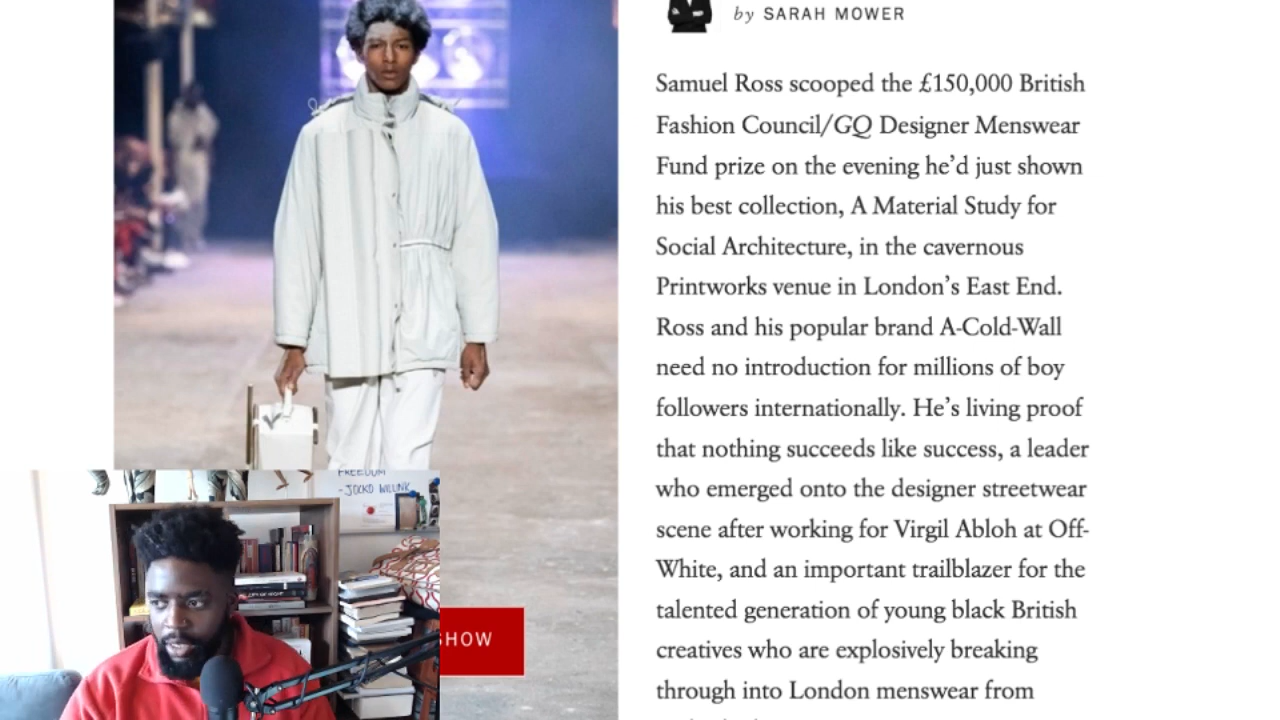 by SARAH MOWER
Samuel Ross scooped the £150,000 British
Fashion Council/GQ Designer Menswear
Fund prize on the evening he’d just shown
his best collection, A Material Study for
Social Architecture, in the cavernous
Printworks venue in London’s East End.
Ross and his popular brand A-Cold-Wall
need no introduction for millions of boy
followers internationally. He’s living proof
that nothing succeeds like success, a leader
who emerged onto the designer streetwear
scene after working for Virgil Abloh at Off-
White, and an important trailblazer for the
talented generation of young black British
creatives who are explosively breaking
through into London menswear from
FREEDOM
- JOCKO WILLINK
SHOW